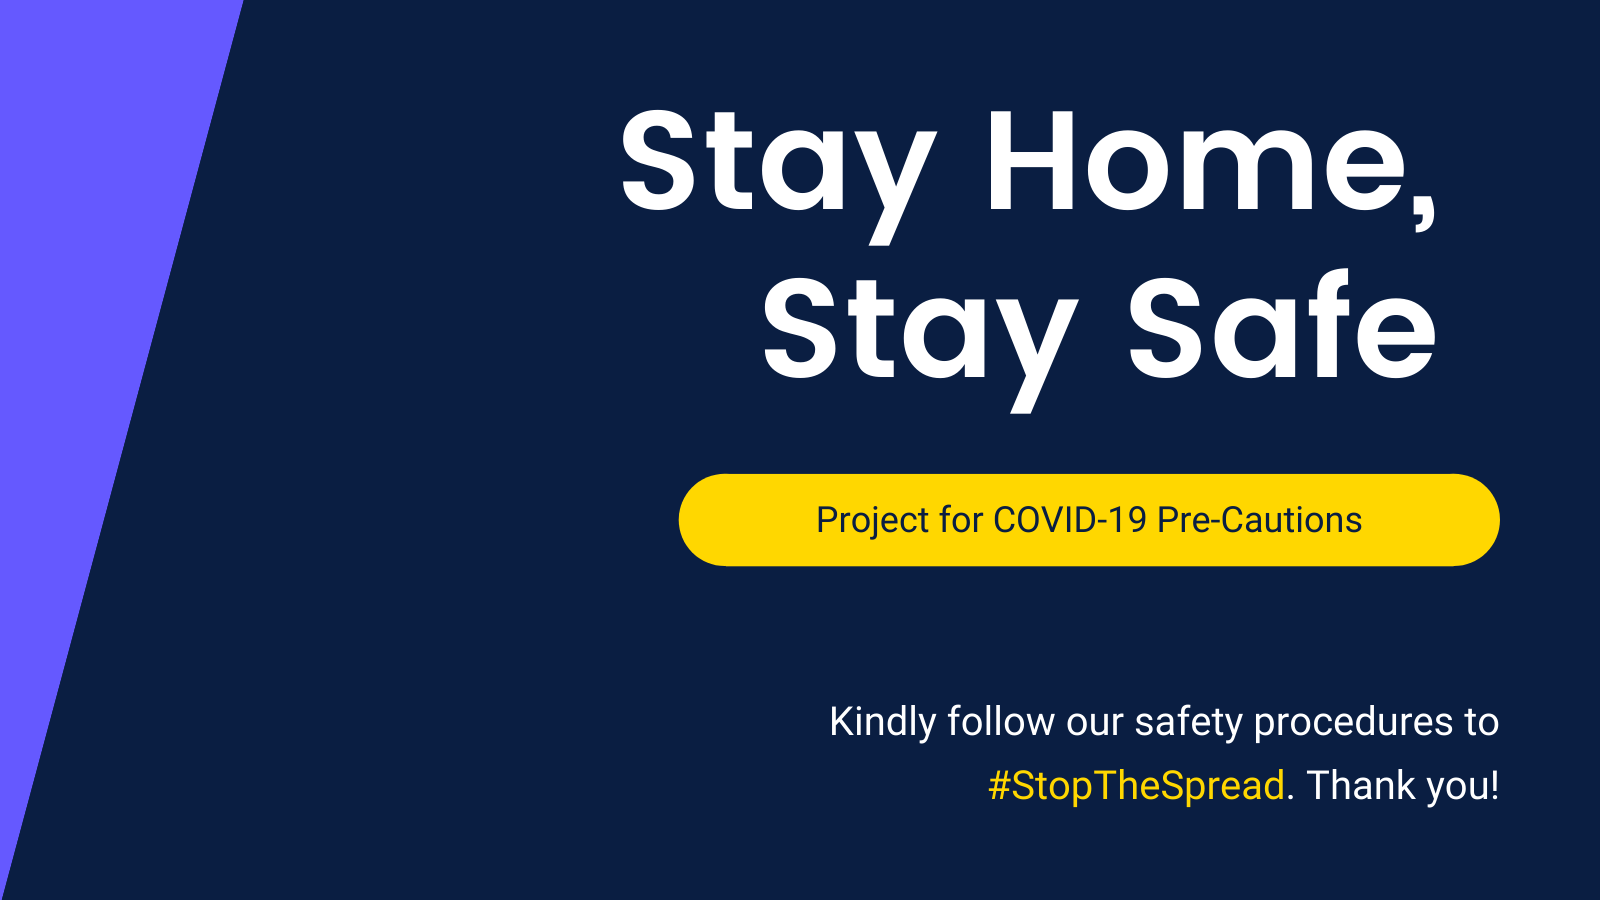 Stay Home,
Stay Safe
Project for COVID-19 Pre-Cautions
Kindly follow our safety procedures to
#StopTheSpread. Thank you!